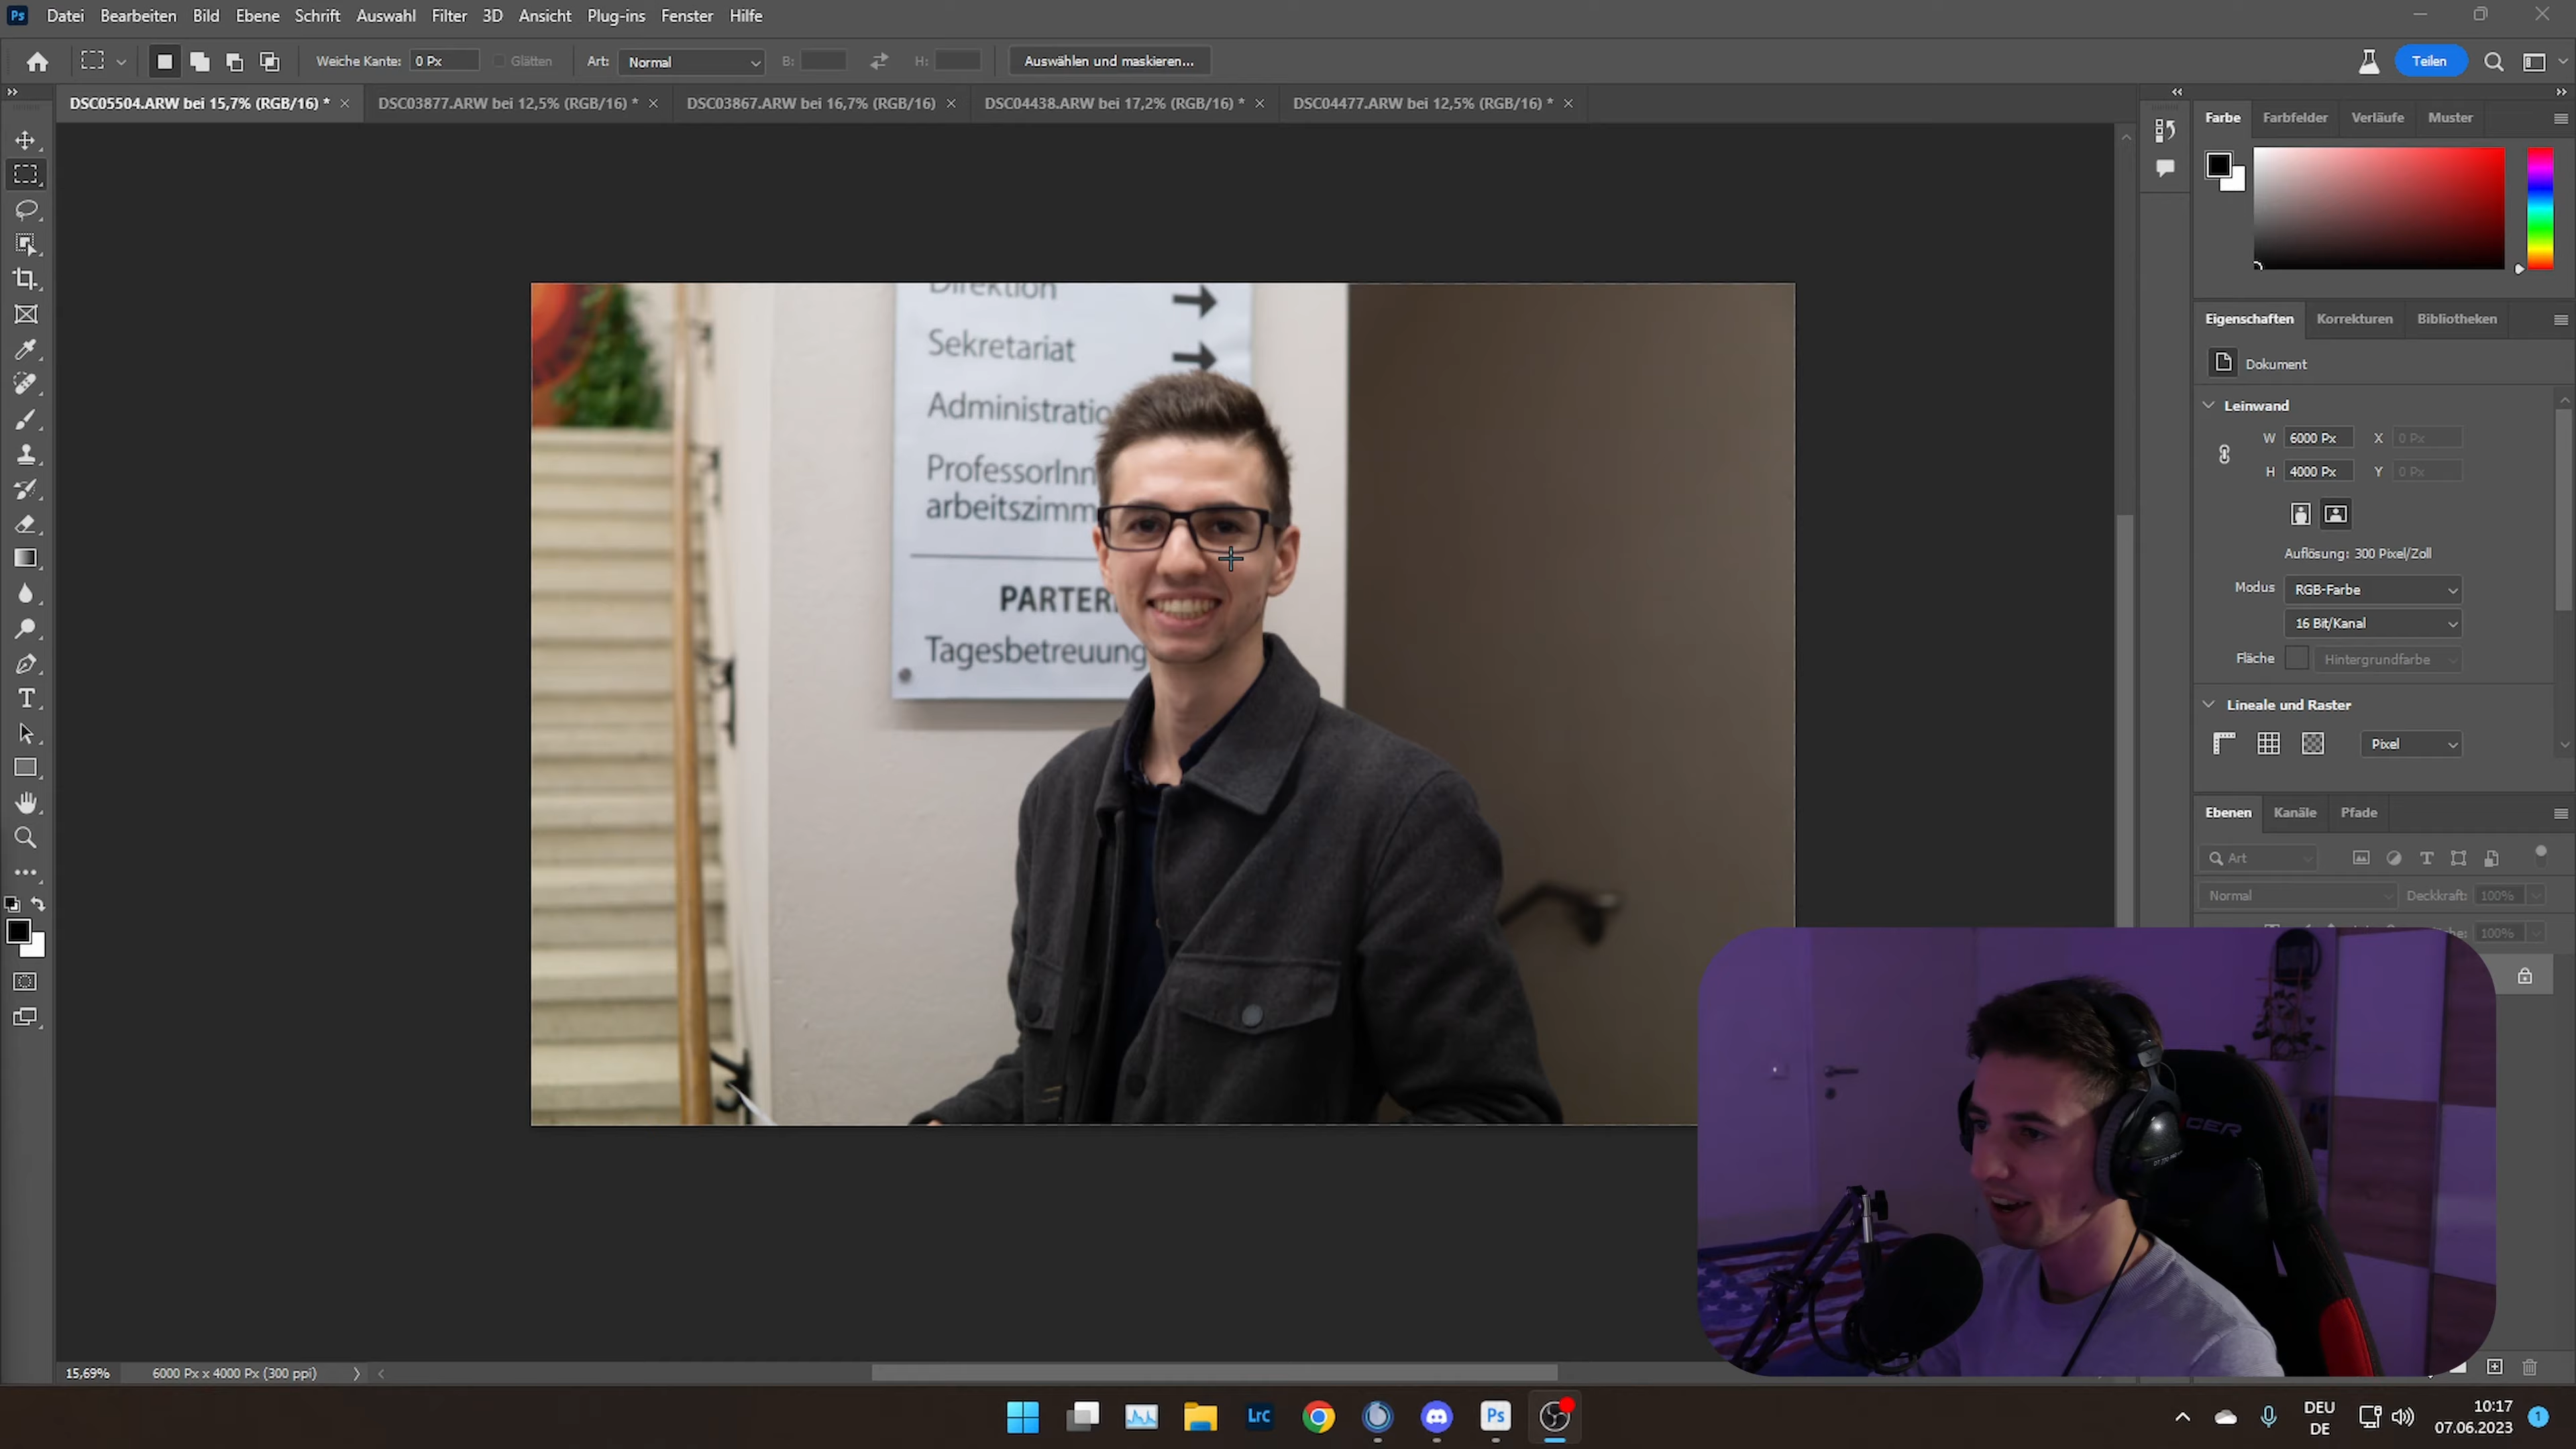 Ps Datei Bearbeiten Bild Ebene Schrift Auswahl Filter 3D Ansicht Plug-ins Fenster Hilfe
Weiche Kante: 0 Px Glätten Art: Normal B: H: Auswählen und maskieren... Teilen
DSC05504.ARW bei 15,7% (RGB/16) * DSC03877.ARW bei 12,5% (RGB/16) * DSC03867.ARW bei 16,7% (RGB/16) DSC04438.ARW bei 17,2% (RGB/16) * DSC04477.ARW bei 12,5% (RGB/16) *
Farbe Farbfelder Verläufe Muster
Direktion
Sekretariat
Administratio
ProfessorInn
arbeitszimm
PARTER
Tagesbetreuung
Eigenschaften Korrekturen Bibliotheken
Dokument
Leinwand
W 6000 Px X 0 Px
H 4000 Px Y 0 Px
Auflösung: 300 Pixel/Zoll
Modus RGB-Farbe
16 Bit/Kanal
Fläche Hintergrundfarbe
Lineale und Raster
Pixel
Ebenen Kanäle Pfade
Art
Normal Deckkraft: 100%
100%
15,69% 6000 Px x 4000 Px (300 ppi)
Lrc Ps
DEU
DE
10:17
07.06.2023
1